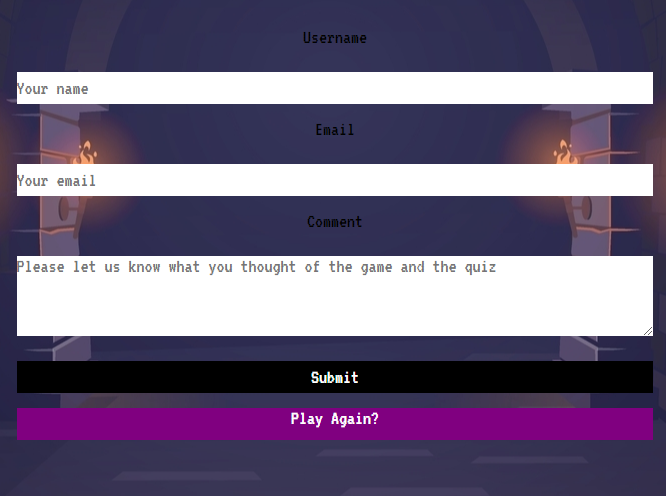 Username
Your name
Email
Your email
Comment
Please let us know what you thought of the game and the quiz
Submit
Play Again?